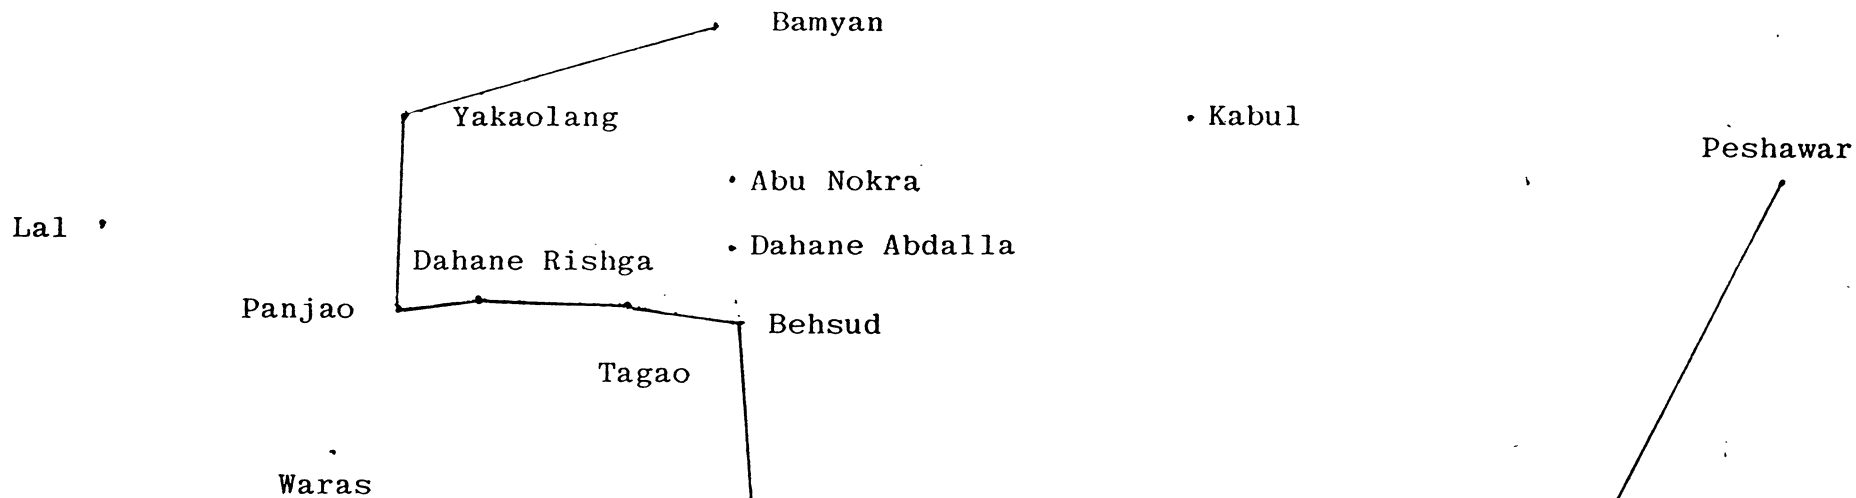 Bamyan
Yakaolang
Kabul
Peshawar
Abu Nokra
Lal
Dahane Abdalla
Dahane Rishga
Panjao
Behsud
Tagao
Waras